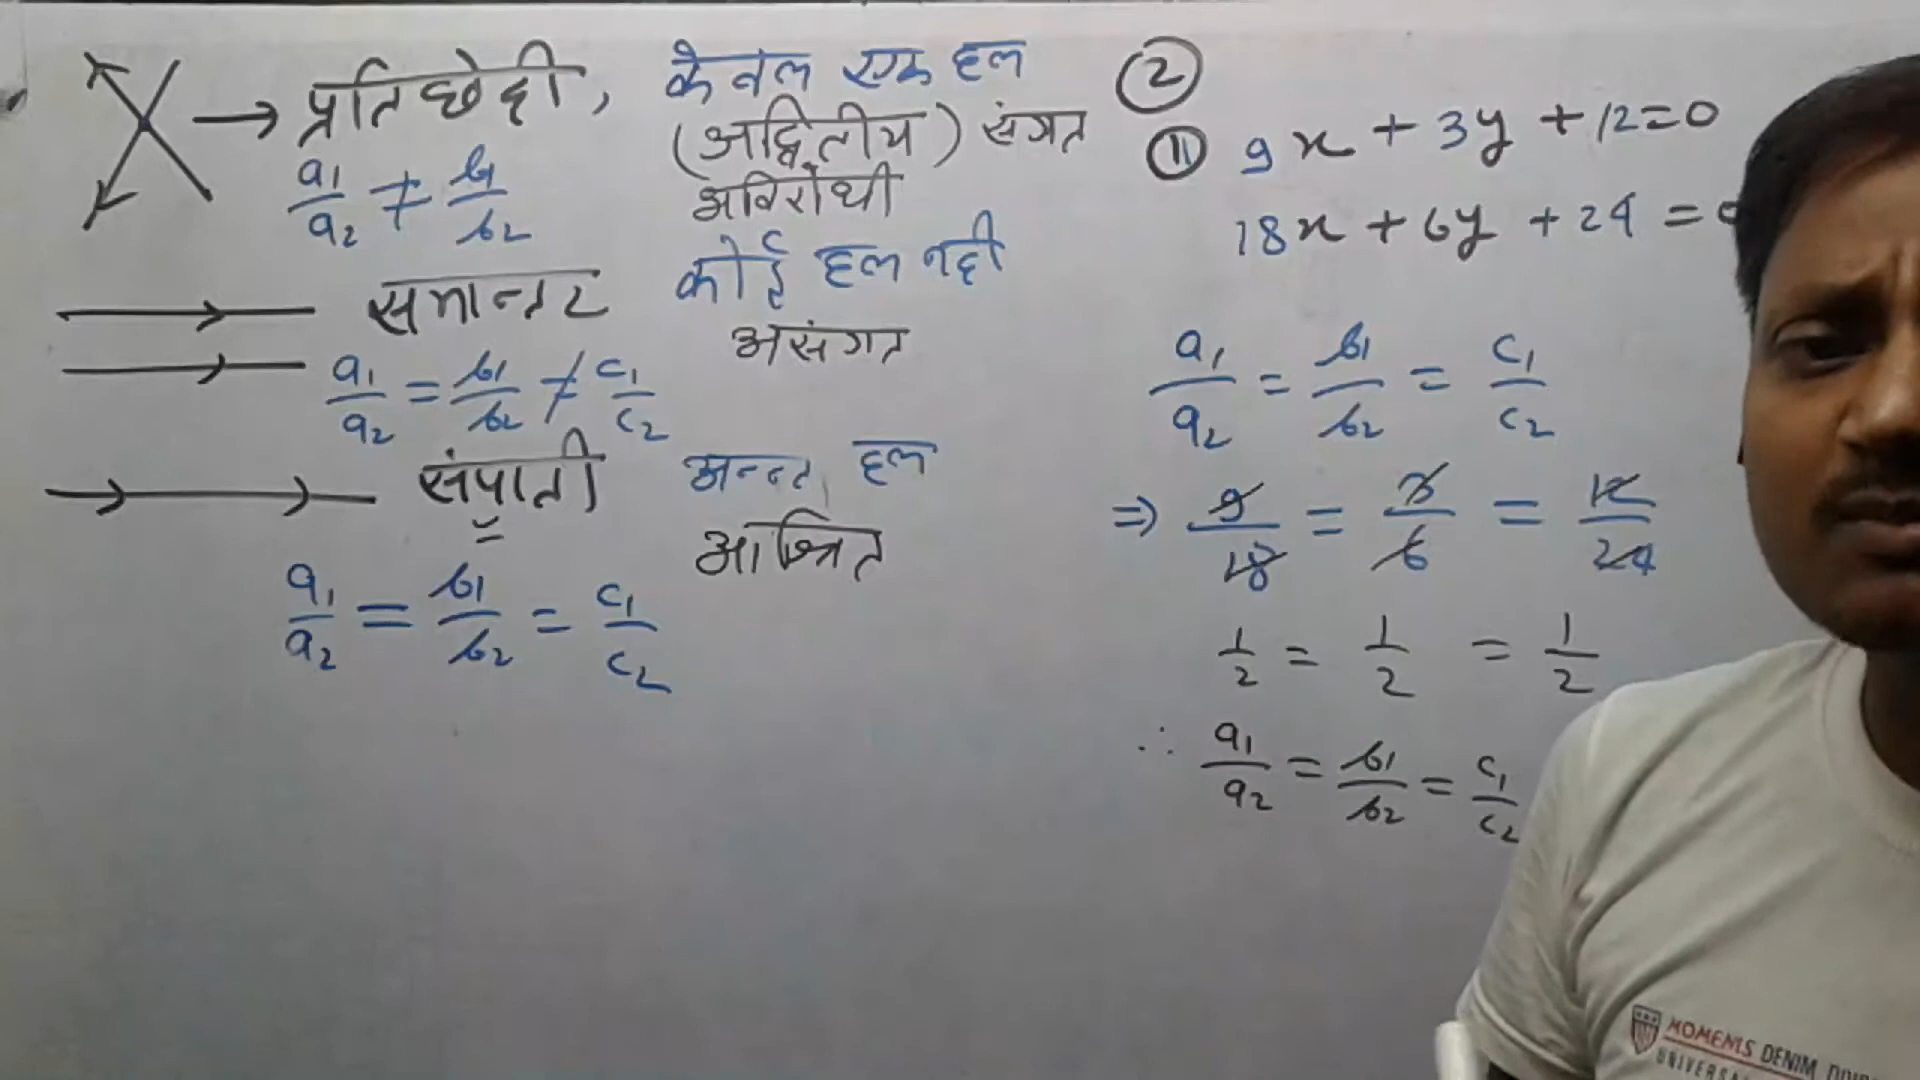 → प्रतिछेदी, केवल एक हल
(अद्वितीय) संगत
अविरोधी
a₁/a₂ ≠ b₁/b₂
समान्तर कोई हल नही
असंगत
a₁/a₂ = b₁/b₂ ≠ c₁/c₂
संपाती अनन्त हल
आश्रित
a₁/a₂ = b₁/b₂ = c₁/c₂
②
⑪ 9x + 3y + 12 = 0
18x + 6y + 24 = 0
a₁/a₂ = b₁/b₂ = c₁/c₂
⇒ 9/18 = 3/6 = 12/24
1/2 = 1/2 = 1/2
∴ a₁/a₂ = b₁/b₂ = c₁/c₂
MOMENTS DENIM